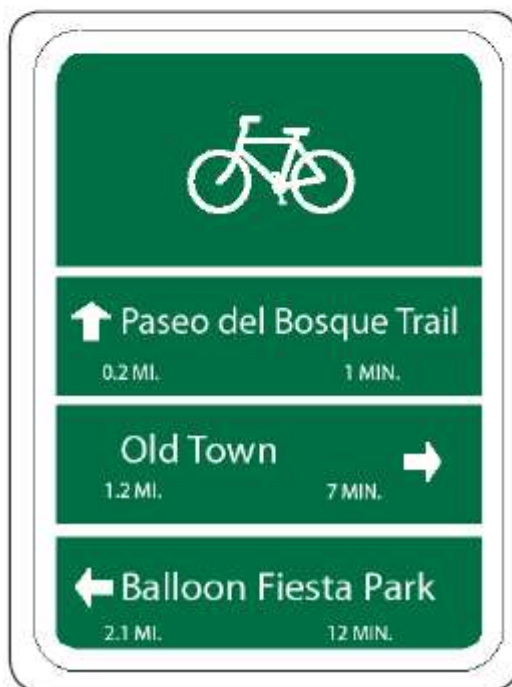 Paseo del Bosque Trail
0.2 MI. 1 MIN.
Old Town
1.2 MI. 7 MIN.
Balloon Fiesta Park
2.1 MI. 12 MIN.